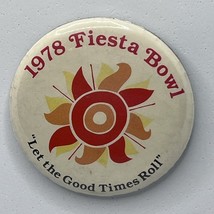 1978 Fiesta Bowl
"Let the Good Times Roll"